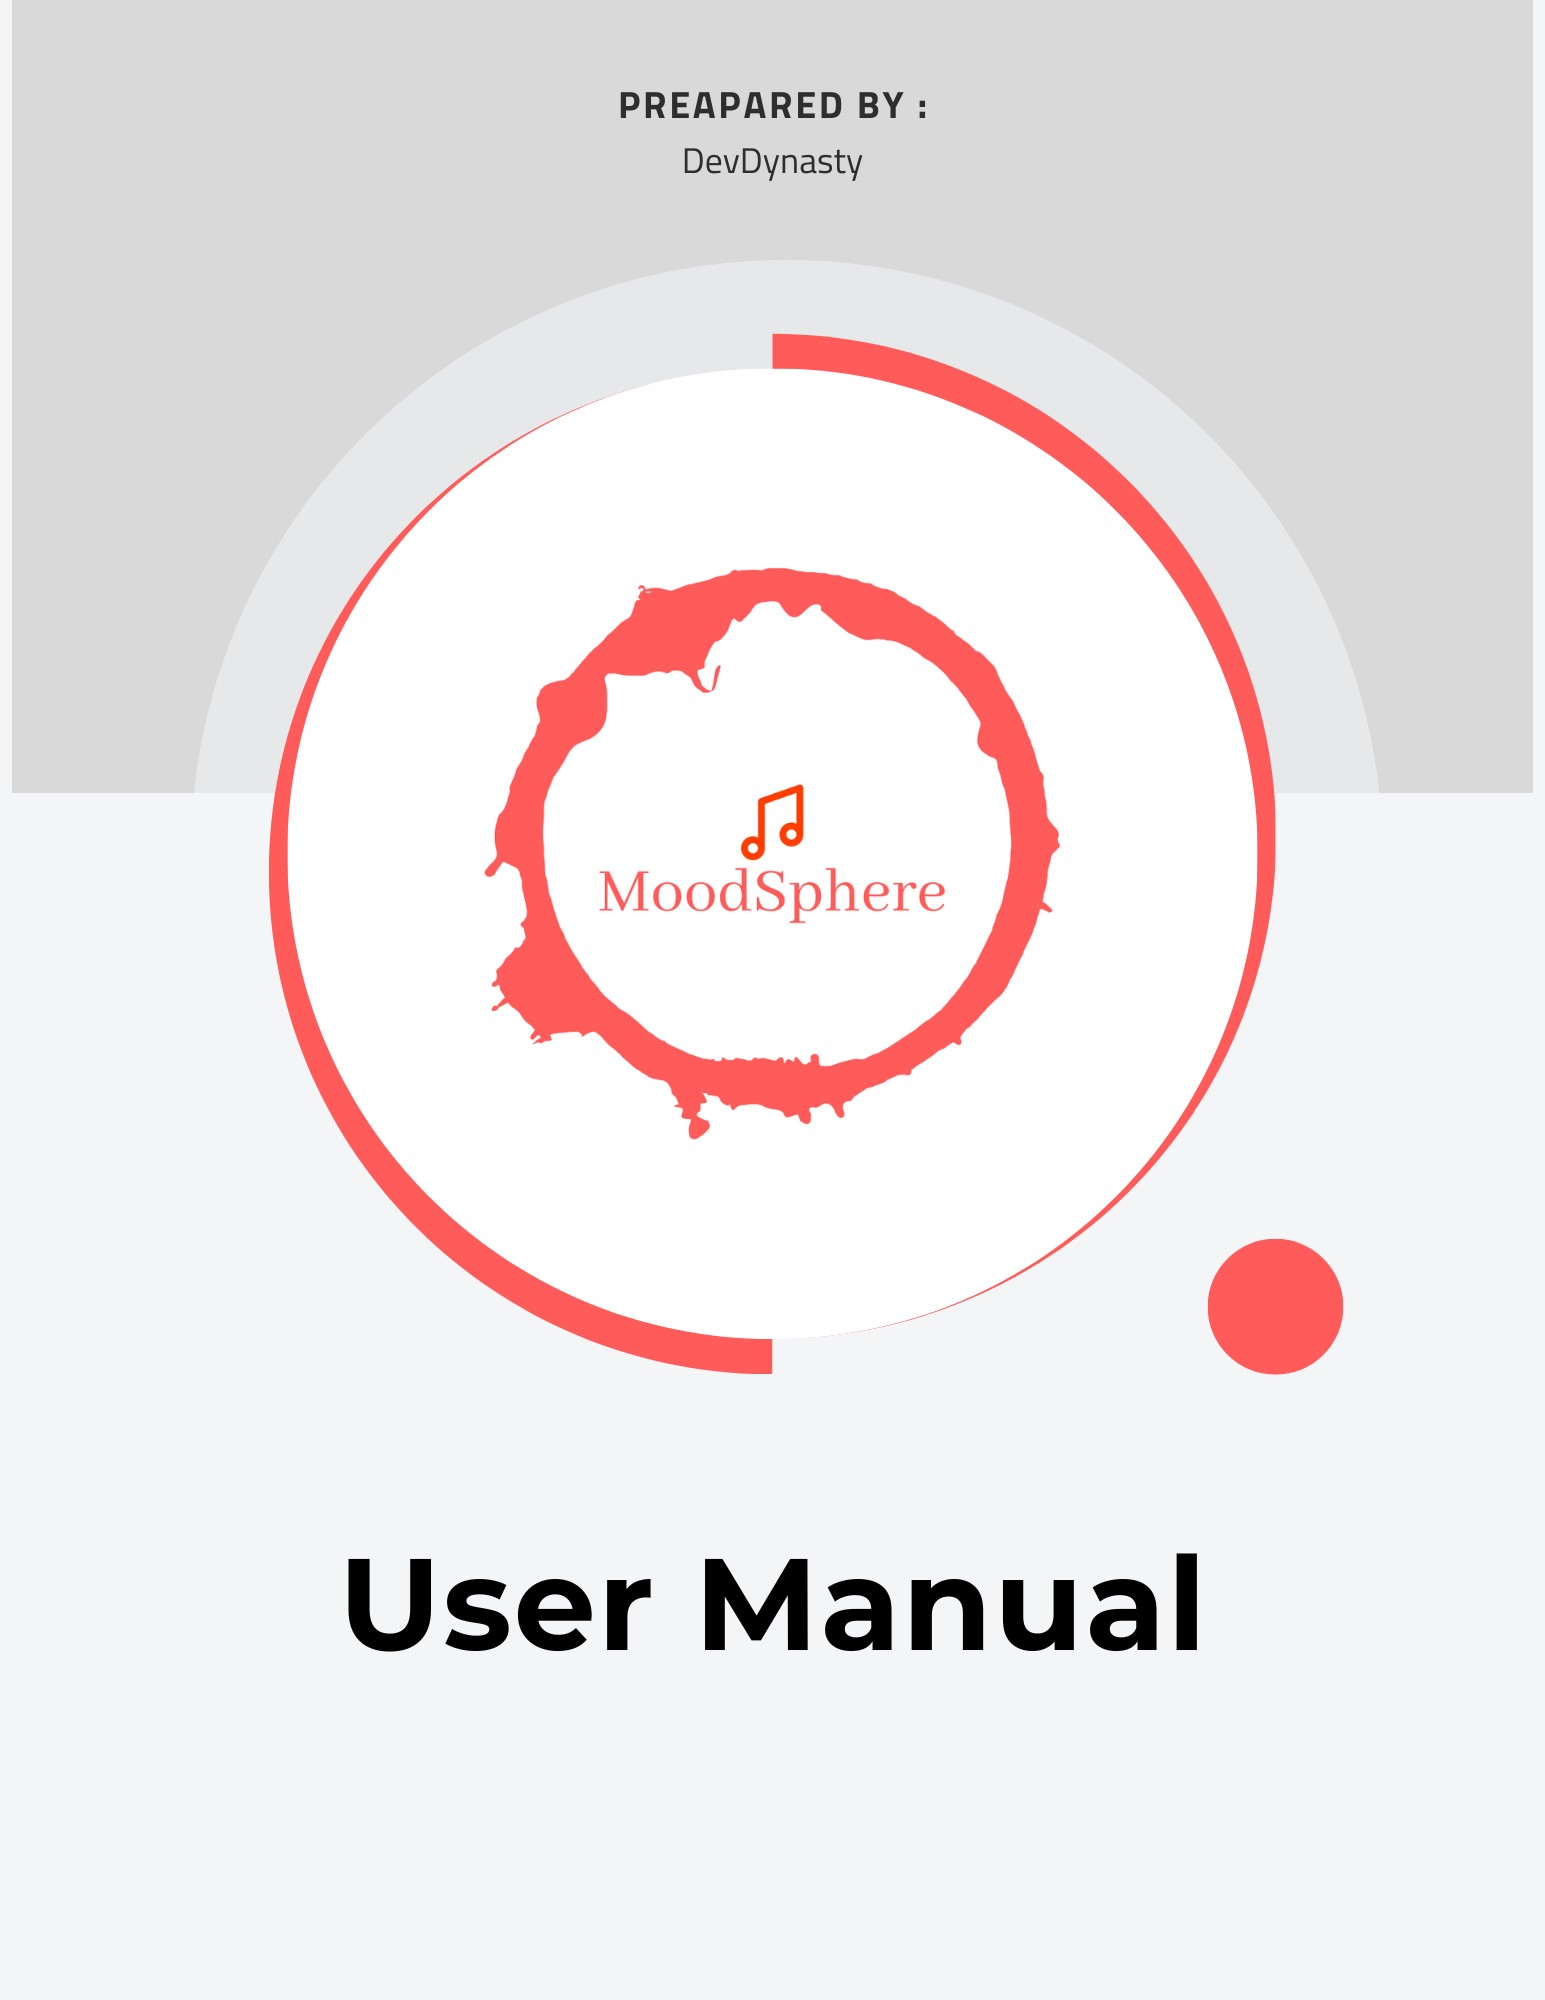 PREAPARED BY :
DevDynasty
MoodSphere
User Manual